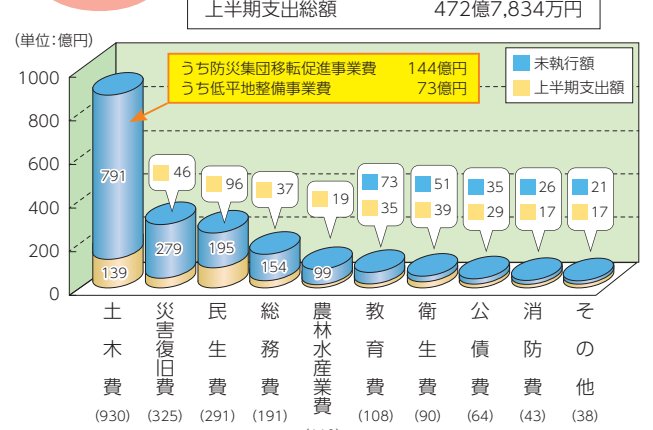 上半期支出総額 472億7,834万円
(単位:億円)
うち防災集団移転促進事業費 144億円
うち低平地整備事業費 73億円
未執行額
上半期支出額
1000
800
600
400
200
0
791
139
46
279
96
195
37
154
19
99
73
35
51
39
35
29
26
17
21
17
土木費
災害復旧費
民生費
総務費
農林水産業費
教育費
衛生費
公債費
消防費
その他
(930) (325) (291) (191) (108) (90) (64) (43) (38)